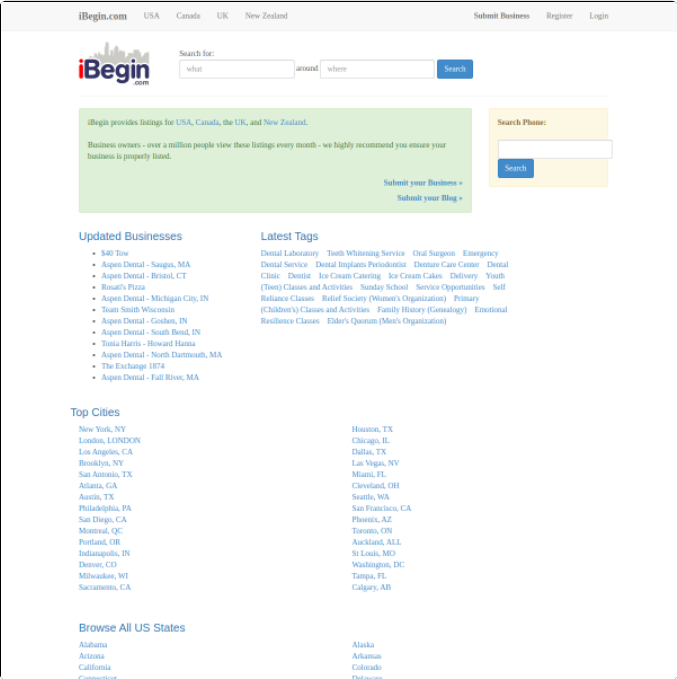 iBegin.com USA Canada UK New Zealand Submit Business Register Login
iBegin
.com
Search for:
what around where Search
iBegin provides listings for USA, Canada, the UK, and New Zealand.
Business owners - over a million people view these listings every month - we highly recommend you ensure your
business is properly listed.
Submit your Business »
Submit your Blog »
Search Phone:
Search
Updated Businesses
$40 Tow
Aspen Dental - Saugus, MA
Aspen Dental - Bristol, CT
Rosati's Pizza
Aspen Dental - Michigan City, IN
Team Smith Wisconsin
Aspen Dental - Goshen, IN
Aspen Dental - South Bend, IN
Tonia Harris - Howard Hanna
Aspen Dental - North Dartmouth, MA
The Exchange 1874
Aspen Dental - Fall River, MA
Latest Tags
Dental Laboratory Teeth Whitening Service Oral Surgeon Emergency
Dental Service Dental Implants Periodontist Denture Care Center Dental
Clinic Dentist Ice Cream Catering Ice Cream Cakes Delivery Youth
(Teen) Classes and Activities Sunday School Service Opportunities Self
Reliance Classes Relief Society (Women's Organization) Primary
(Children's) Classes and Activities Family History (Genealogy) Emotional
Resilience Classes Elder's Quorum (Men's Organization)
Top Cities
New York, NY
London, LONDON
Los Angeles, CA
Brooklyn, NY
San Antonio, TX
Atlanta, GA
Austin, TX
Philadelphia, PA
San Diego, CA
Montreal, QC
Portland, OR
Indianapolis, IN
Denver, CO
Milwaukee, WI
Sacramento, CA
Houston, TX
Chicago, IL
Dallas, TX
Las Vegas, NV
Miami, FL
Cleveland, OH
Seattle, WA
San Francisco, CA
Phoenix, AZ
Toronto, ON
Auckland, ALL
St Louis, MO
Washington, DC
Tampa, FL
Calgary, AB
Browse All US States
Alabama
Arizona
California
Connecticut
Alaska
Arkansas
Colorado
Delaware